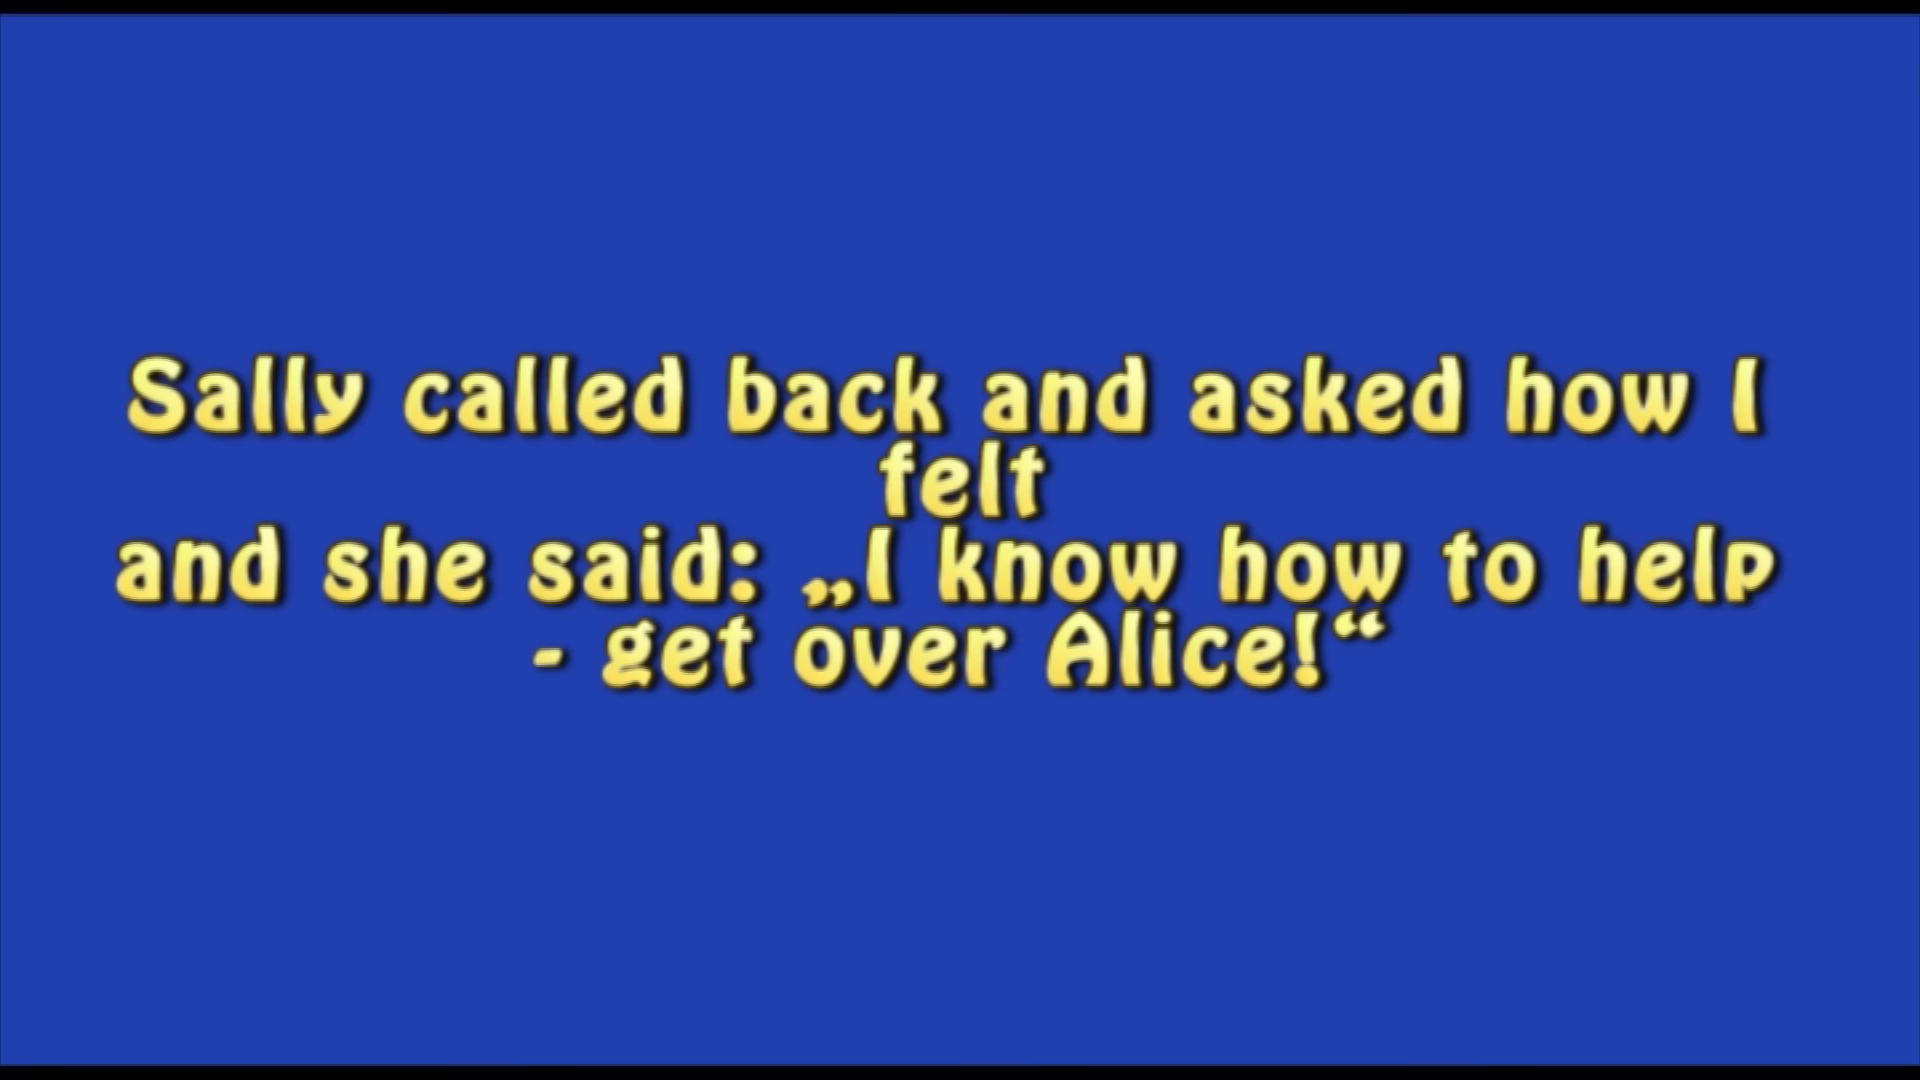 Sally called back and asked how I
felt
and she said: „I know how to help
- get over Alice!“